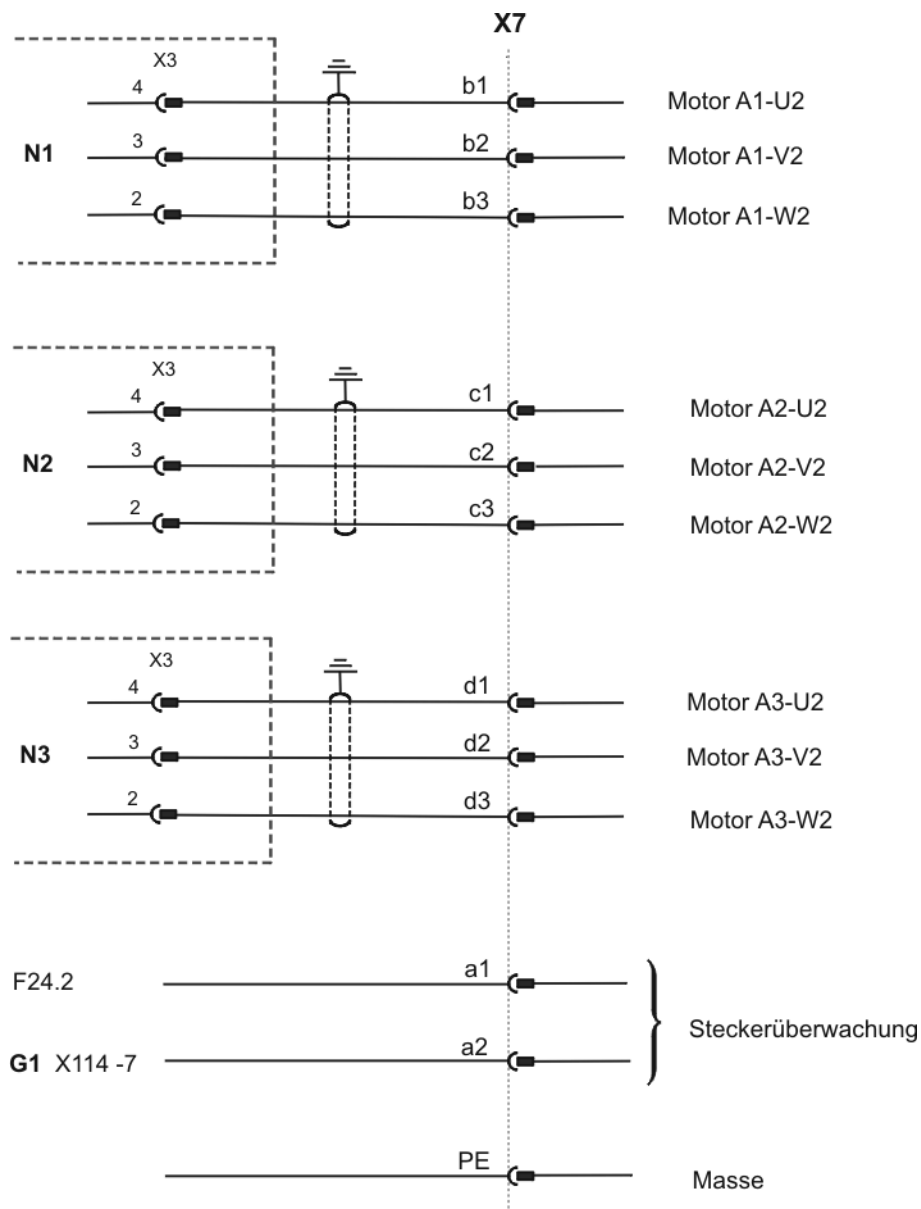 X7
X3
4
b1
Motor A1-U2
N1
3
b2
Motor A1-V2
2
b3
Motor A1-W2
X3
4
c1
Motor A2-U2
N2
3
c2
Motor A2-V2
2
c3
Motor A2-W2
X3
4
d1
Motor A3-U2
N3
3
d2
Motor A3-V2
2
d3
Motor A3-W2
F24.2
a1
Steckerüberwachung
G1 X114 -7
a2
PE
Masse